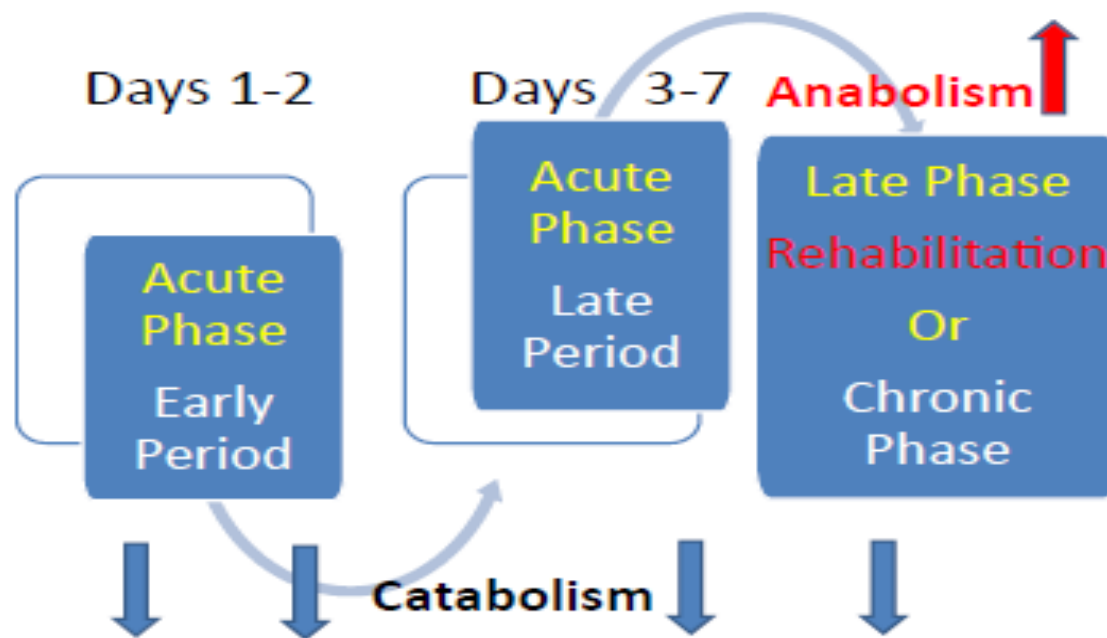 Days 1-2
Acute
Phase
Early
Period
Days 3-7
Acute
Phase
Late
Period
Anabolism
Late Phase
Rehabilitation
Or
Chronic
Phase
Catabolism